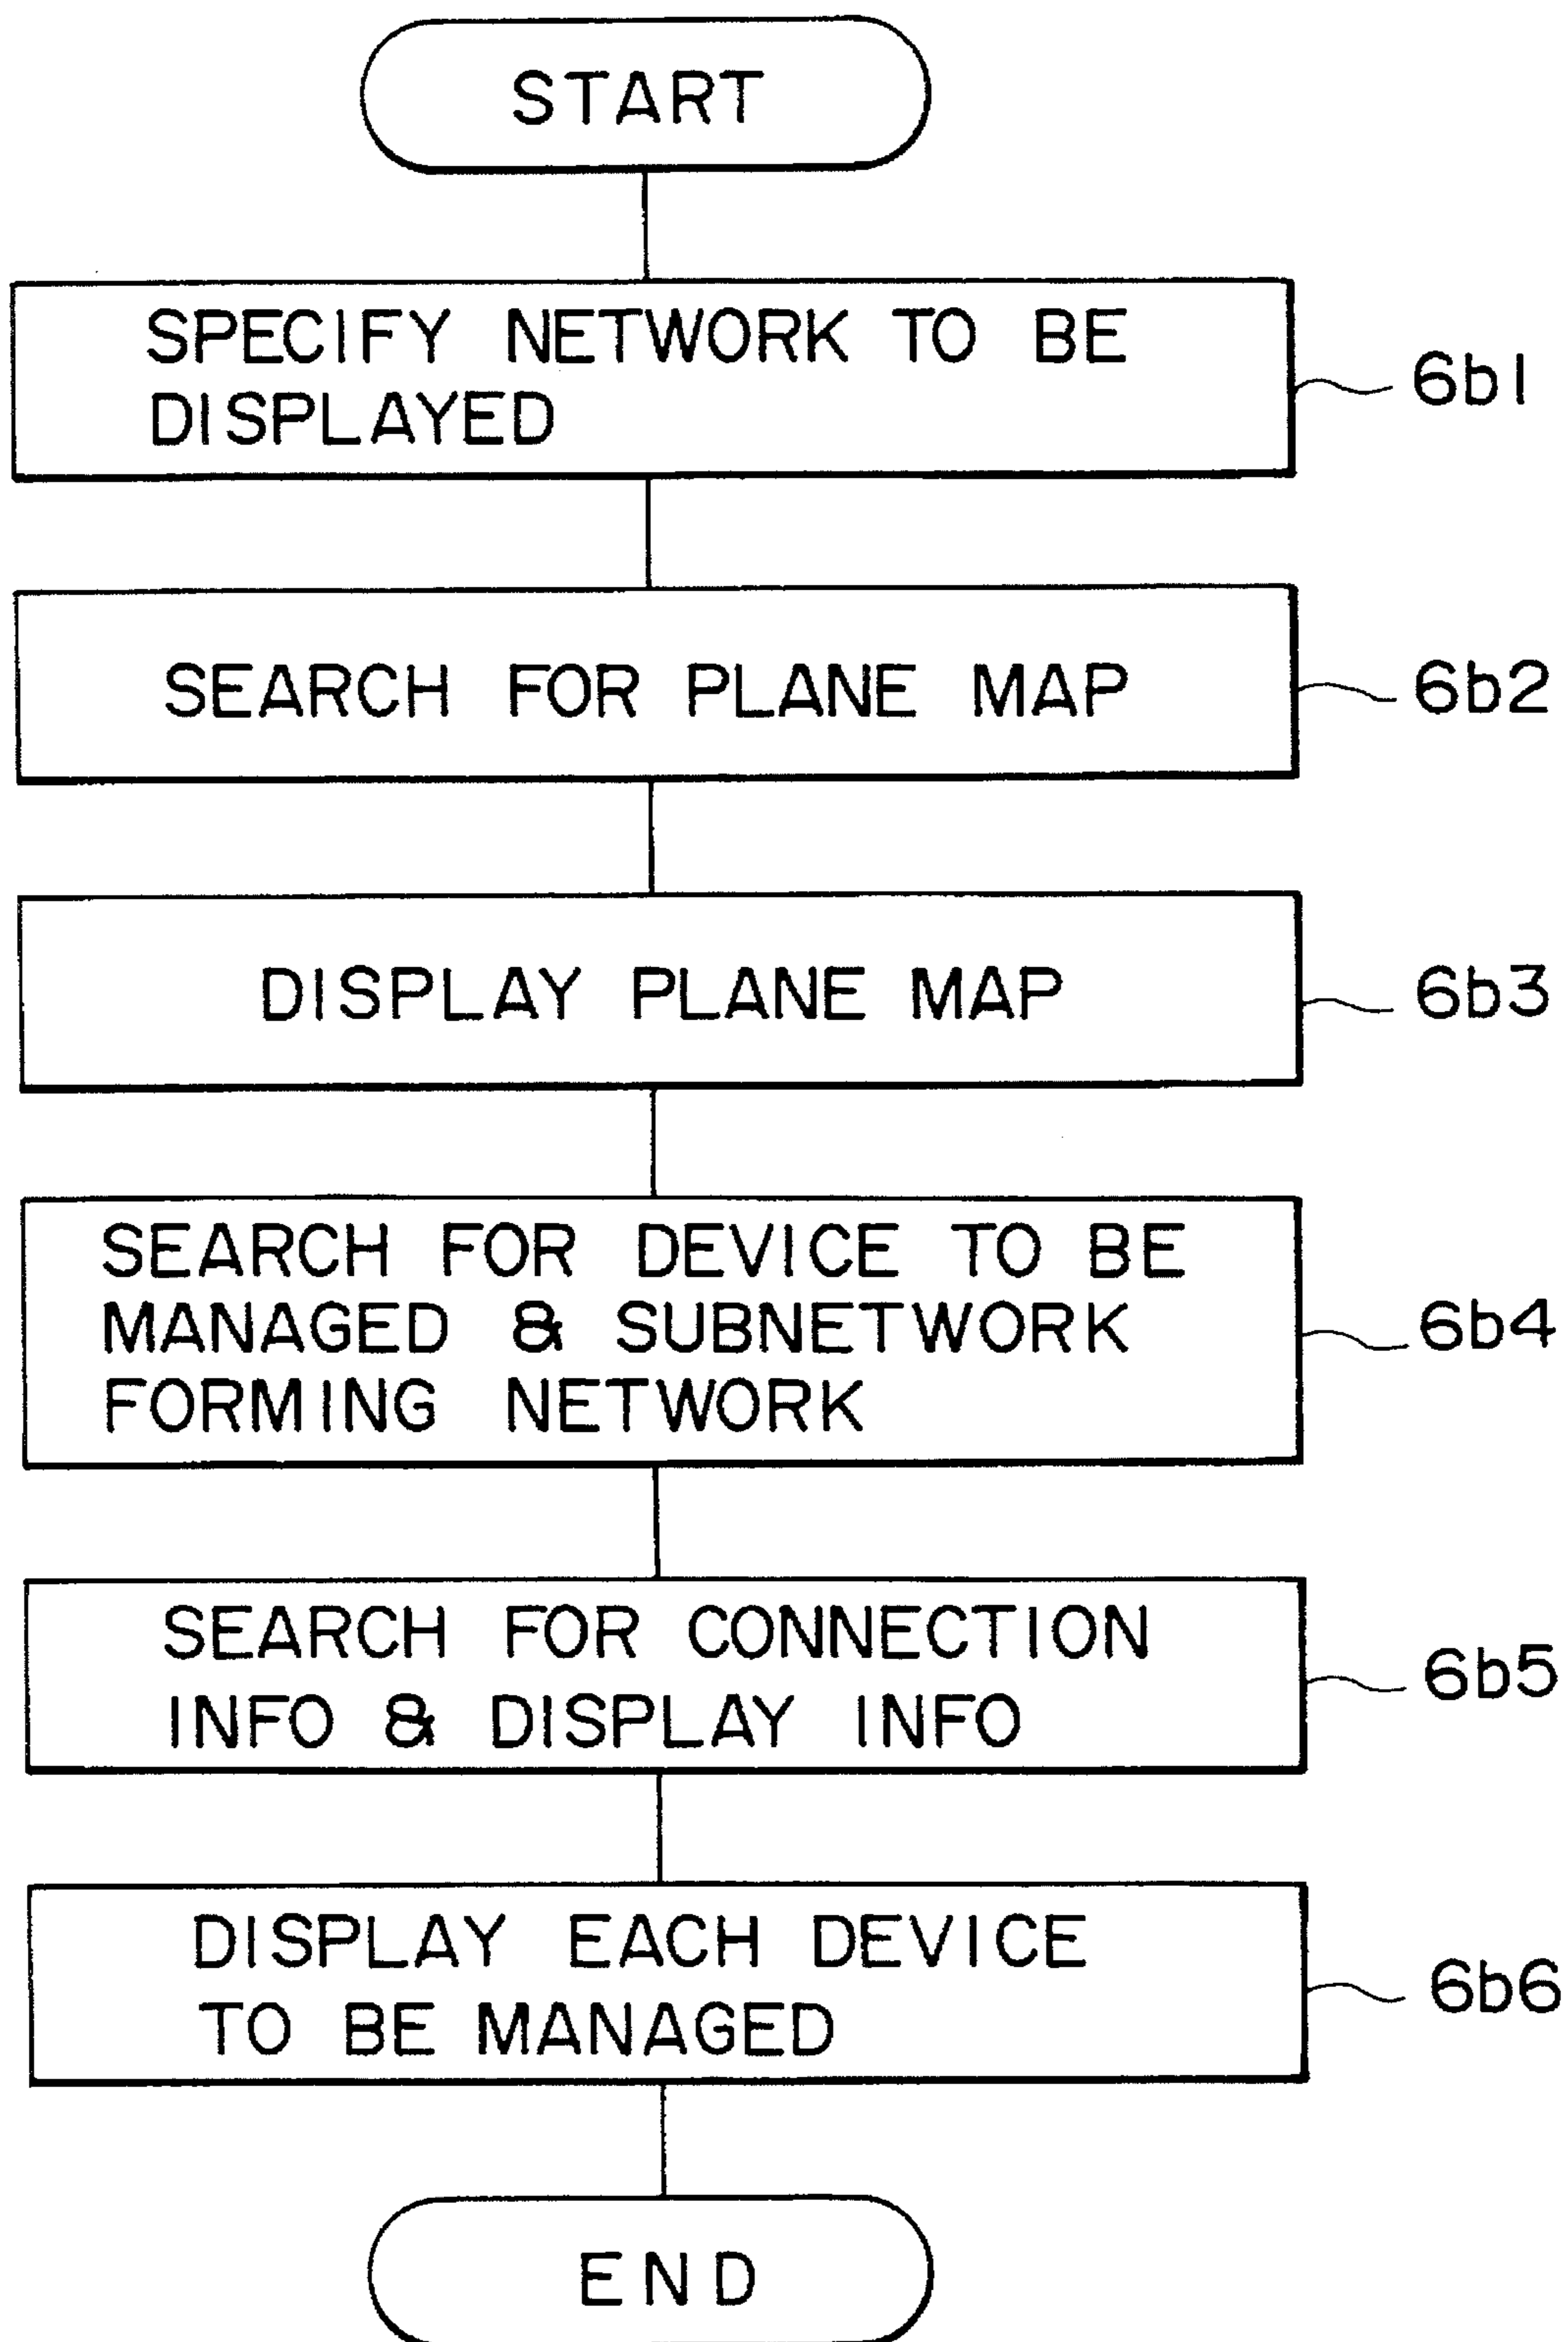 START
SPECIFY NETWORK TO BE
DISPLAYED
6b1
SEARCH FOR PLANE MAP
6b2
DISPLAY PLANE MAP
6b3
SEARCH FOR DEVICE TO BE
MANAGED & SUBNETWORK
FORMING NETWORK
6b4
SEARCH FOR CONNECTION
INFO & DISPLAY INFO
6b5
DISPLAY EACH DEVICE
TO BE MANAGED
6b6
END